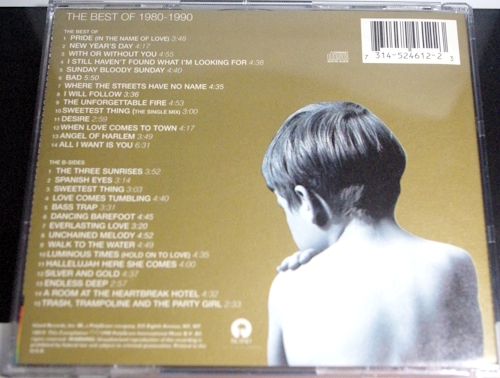 THE BEST OF 1980-1990
THE BEST OF
1 PRIDE (IN THE NAME OF LOVE) 3:48
2 NEW YEAR'S DAY 4:17
3 WITH OR WITHOUT YOU 4:55
4 I STILL HAVEN'T FOUND WHAT I'M LOOKING FOR 4:38
5 SUNDAY BLOODY SUNDAY 4:40
6 BAD 5:50
7 WHERE THE STREETS HAVE NO NAME 4:35
8 I WILL FOLLOW 3:36
9 THE UNFORGETTABLE FIRE 4:53
10 SWEETEST THING (THE SINGLE MIX) 3:00
11 DESIRE 2:59
12 WHEN LOVE COMES TO TOWN 4:17
13 ANGEL OF HARLEM 3:49
14 ALL I WANT IS YOU 6:31
THE B-SIDES
1 THE THREE SUNRISES 3:52
2 SPANISH EYES 3:14
3 SWEETEST THING 3:03
4 LOVE COMES TUMBLING 4:40
5 BASS TRAP 3:31
6 DANCING BAREFOOT 4:45
7 EVERLASTING LOVE 3:20
8 UNCHAINED MELODY 4:52
9 WALK TO THE WATER 4:49
10 LUMINOUS TIMES (HOLD ON TO LOVE) 4:35
11 HALLELUJAH HERE SHE COMES 4:00
12 SILVER AND GOLD 4:37
13 ENDLESS DEEP 2:57
14 A ROOM AT THE HEARTBREAK HOTEL 4:32
15 TRASH, TRAMPOLINE AND THE PARTY GIRL 2:33
7 314-524612-2 3
ISLAND